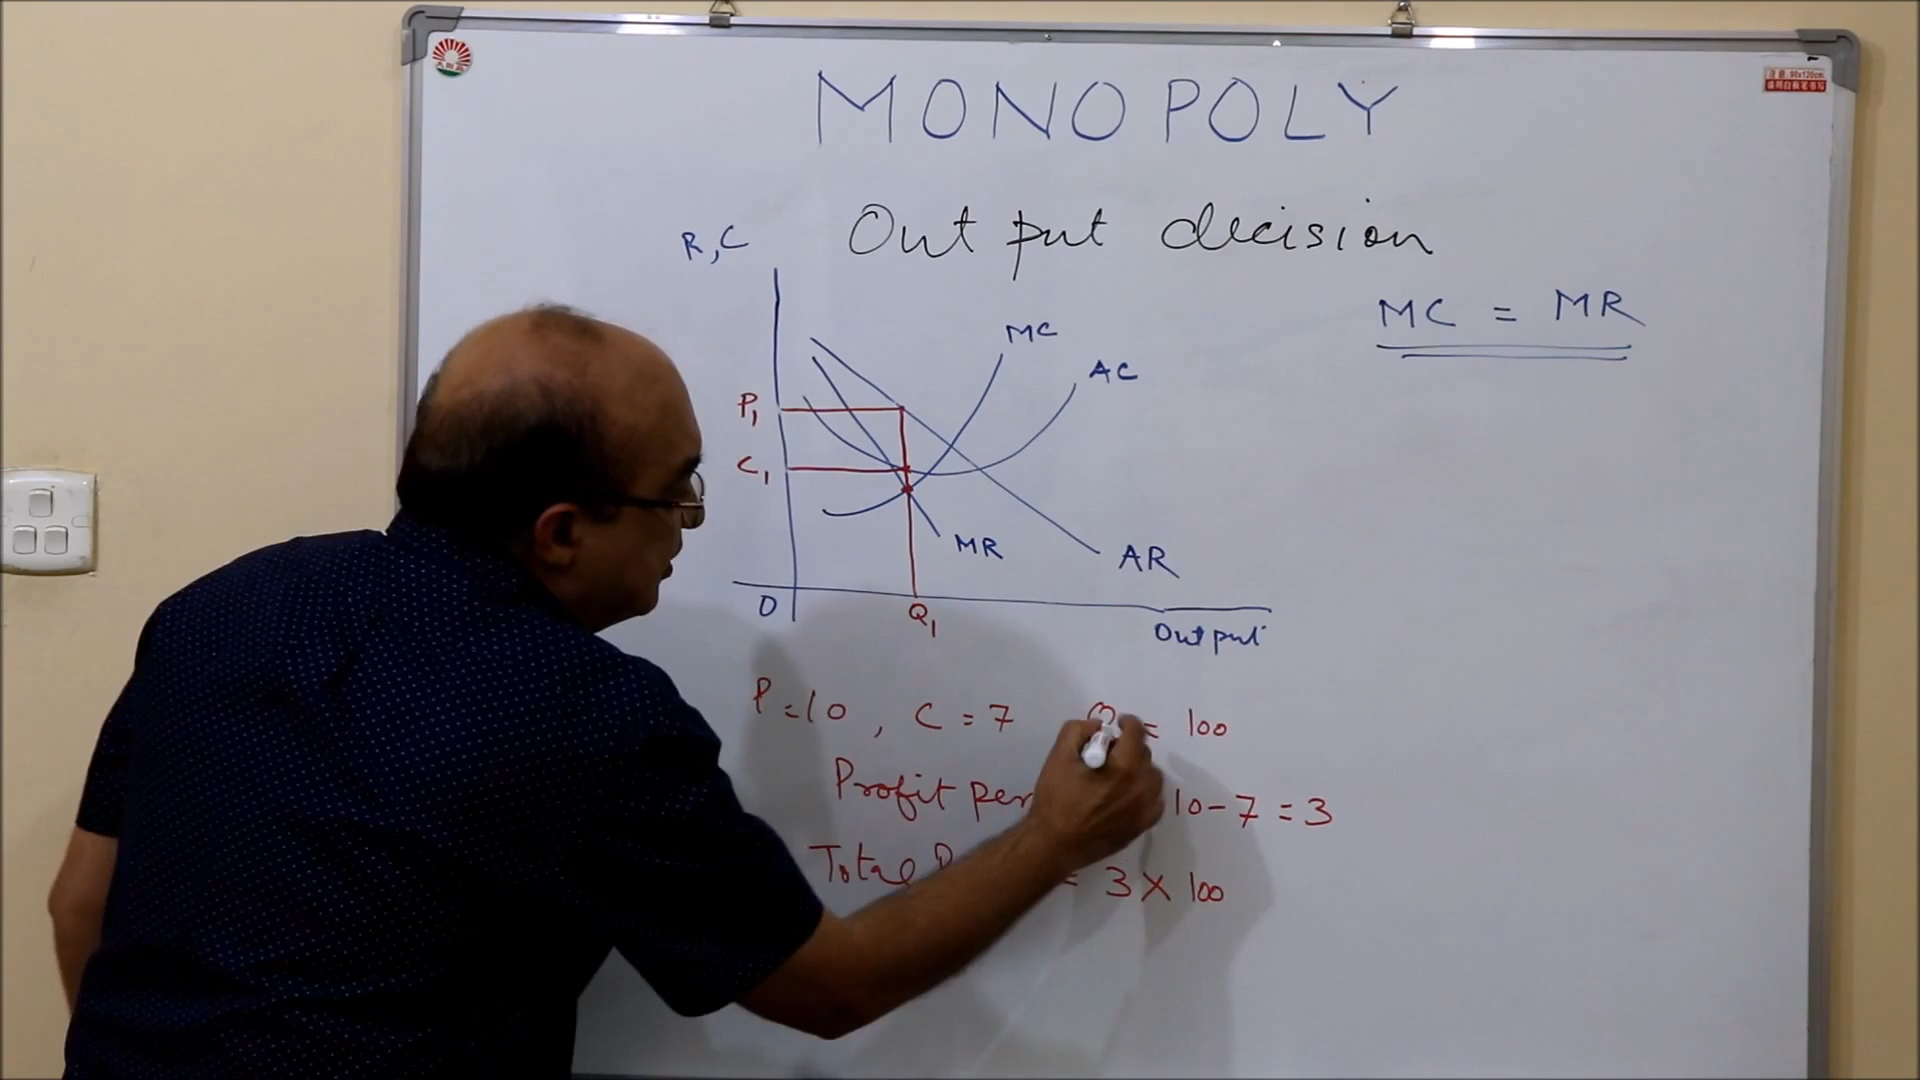 MONOPOLY
Output decision
R, C
MC = MR
MC
AC
P₁
C₁
MR
AR
O
Q₁
Output
P = 10 , C = 7 Q = 100
Profit per 10 - 7 = 3
Total = 3 X 100